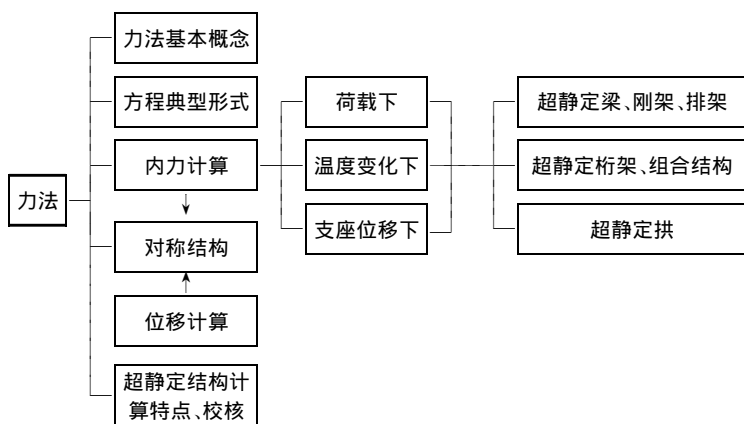 力法基本概念
方程典型形式
荷载下
超静定梁、刚架、排架
内力计算
温度变化下
超静定桁架、组合结构
力法
支座位移下
超静定拱
对称结构
位移计算
超静定结构计
算特点、校核